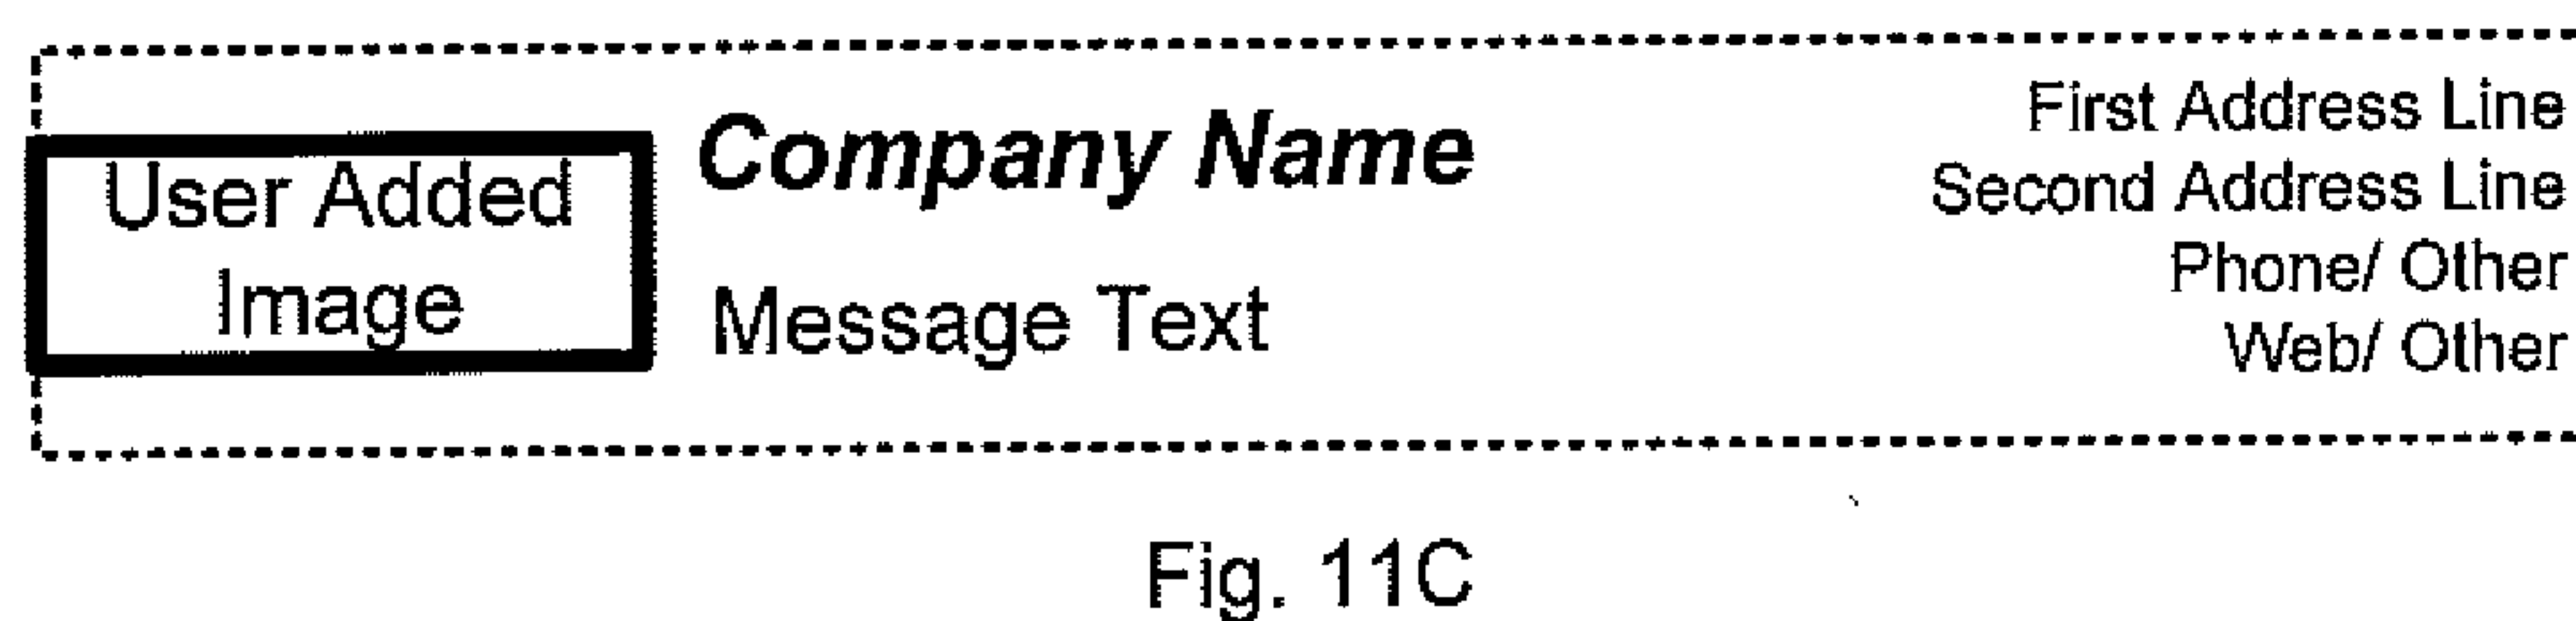 User Added
Image
Company Name
Message Text
First Address Line
Second Address Line
Phone/ Other
Web/ Other
Fig. 11C